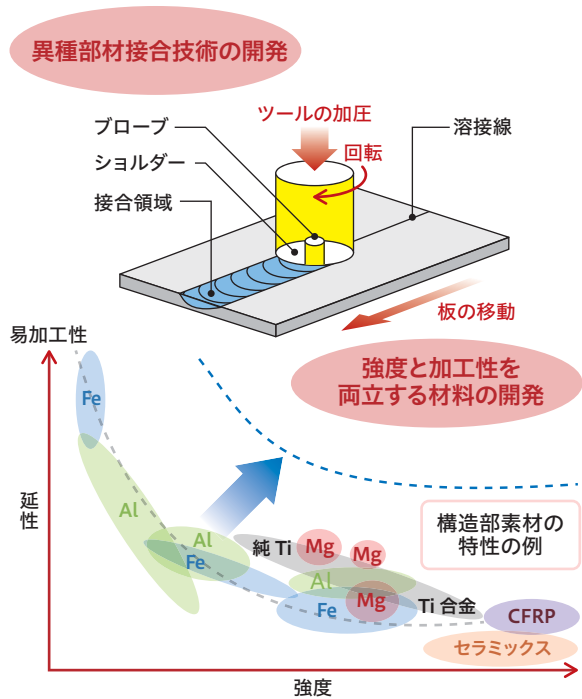 異種部材接合技術の開発
ツールの加圧
プローブ
溶接線
回転
ショルダー
接合領域
板の移動
易加工性
強度と加工性を
両立する材料の開発
Fe
延性
Al
構造部素材の
特性の例
Al
純 Ti
Mg
Mg
Fe
Al
Mg
Fe
Ti 合金
CFRP
セラミックス
強度